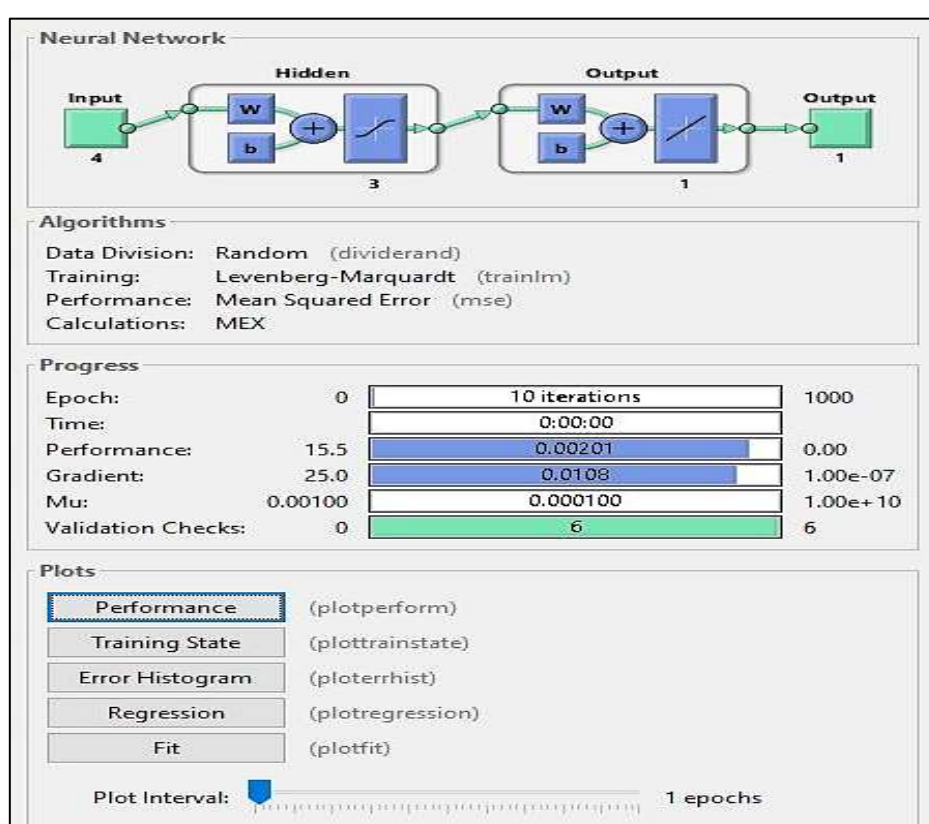 Neural Network
Hidden Output
Input Output
W W
b b
4 3 1 1
Algorithms
Data Division: Random (dividerand)
Training: Levenberg-Marquardt (trainlm)
Performance: Mean Squared Error (mse)
Calculations: MEX
Progress
Epoch: 0 10 iterations 1000
Time: 0:00:00
Performance: 15.5 0.00201 0.00
Gradient: 25.0 0.0108 1.00e-07
Mu: 0.00100 0.000100 1.00e+10
Validation Checks: 0 6 6
Plots
Performance (plotperform)
Training State (plottrainstate)
Error Histogram (ploterrhist)
Regression (plotregression)
Fit (plotfit)
Plot Interval: 1 epochs